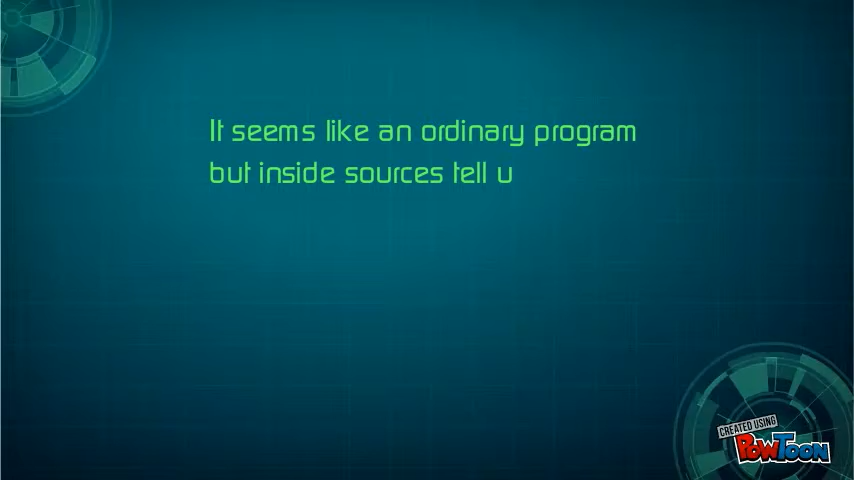 It seems like an ordinary program
but inside sources tell u
CREATED USING
POWTOON